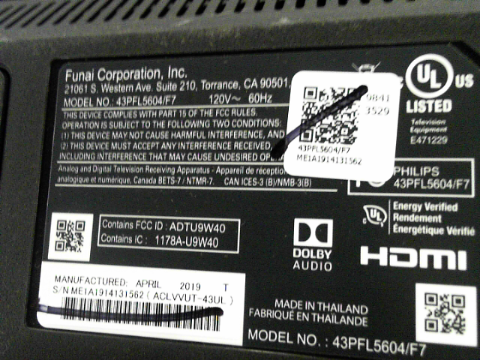 Funai Corporation, Inc.
21061 S. Western Ave. Suite 210, Torrance, CA 90501,
MODEL NO.: 43PFL5604/F7 120V~ 60Hz
THIS DEVICE COMPLIES WITH PART 15 OF THE FCC RULES.
OPERATION IS SUBJECT TO THE FOLLOWING TWO CONDITIONS:
(1) THIS DEVICE MAY NOT CAUSE HARMFUL INTERFERENCE, AND
(2) THIS DEVICE MUST ACCEPT ANY INTERFERENCE RECEIVED,
INCLUDING INTERFERENCE THAT MAY CAUSE UNDESIRED
Analog and Digital Television Receiving Apparatus - Appareil de
analogique et numérique, Canada BETS-7 / NTMR-7. CAN ICES-3 (B)/NMB-3(B)
9841
3529
43PFL5604/F7
ME1A1914131562
UL
US
LISTED
Television
Equipment
E471229
PHILIPS
43PFL5604/F7
Contains FCC ID : ADTU9W40
Contains IC : 1178A-U9W40
DOLBY
AUDIO
UL
Energy Verified
Rendement
Énergétique Vérifié
HDMI
MANUFACTURED: APRIL 2019 T
S/N ME1A1914131562 ( ACLVVUT-43UL )
MADE IN THAILAND
FABRIQUÉ EN THAÏLANDE
MODEL NO.: 43PFL5604/F7